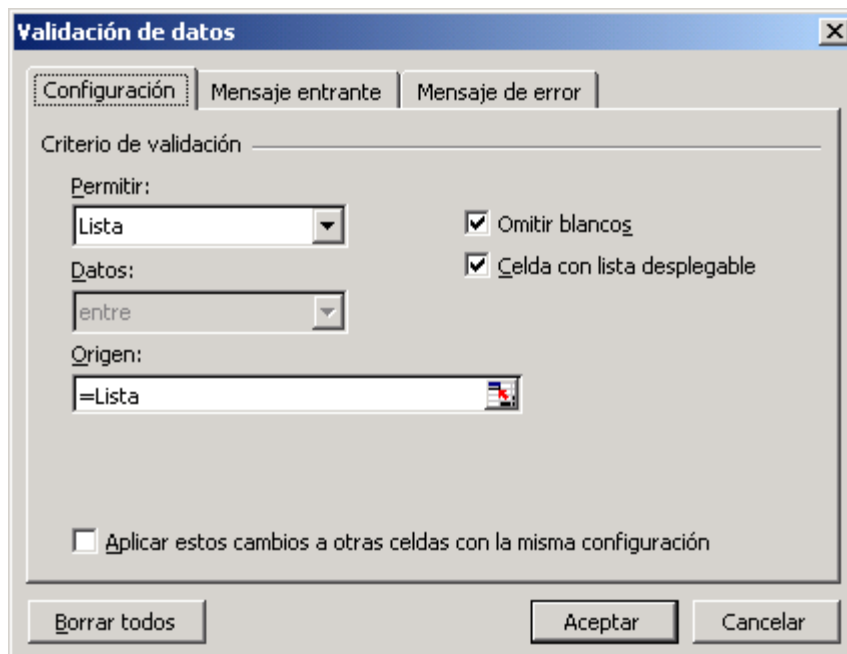 Validación de datos
Configuración
Mensaje entrante
Mensaje de error
Criterio de validación
Permitir:
Lista
Omitir blancos
Celda con lista desplegable
Datos:
entre
Origen:
=Lista
Aplicar estos cambios a otras celdas con la misma configuración
Borrar todos
Aceptar
Cancelar